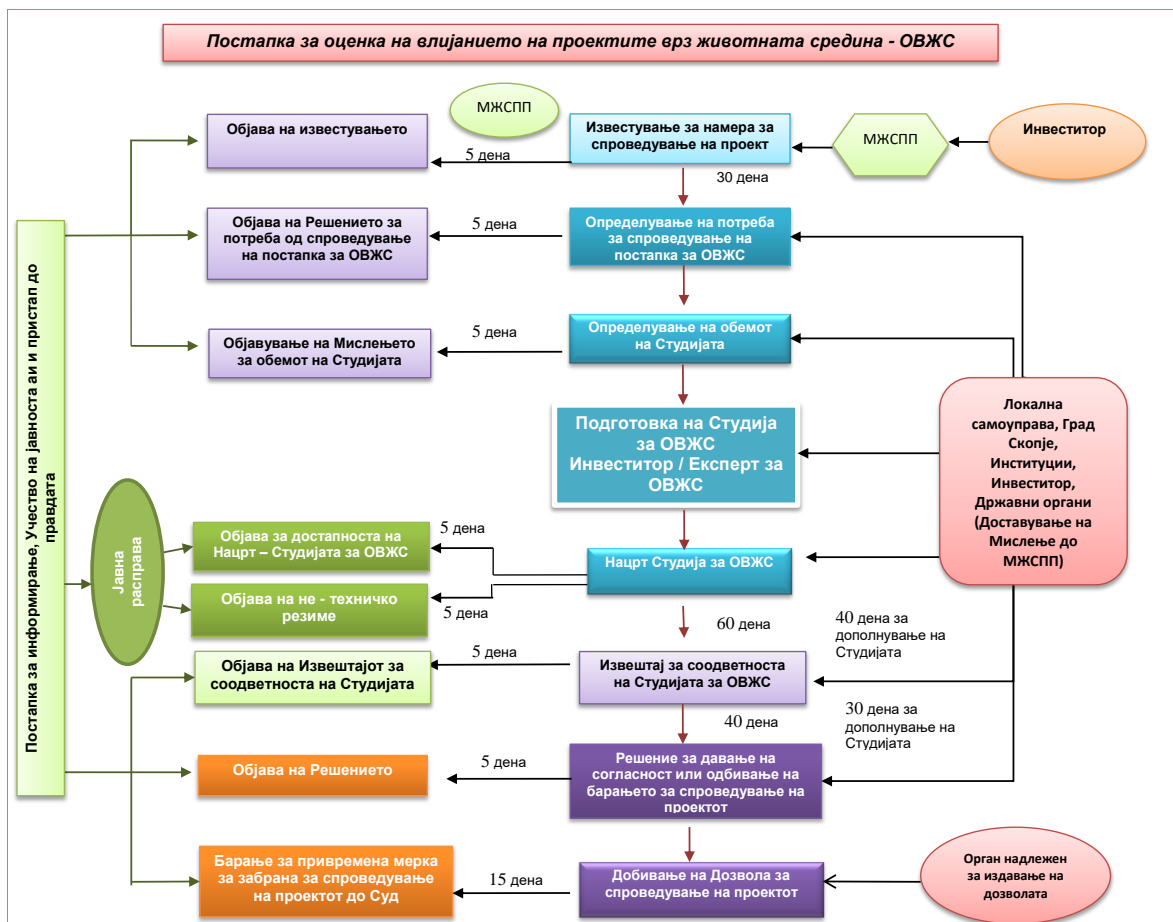 Постапка за оценка на влијанието на проектите врз животната средина - ОВЖС
МЖСПП
Објава на известувањето
5 дена
Известување за намера за
спроведување на проект
МЖСПП
Инвеститор
30 дена
Објава на Решението за
потреба од спроведување
на постапка за ОВЖС
5 дена
Определување на потреба
за спроведување на
постапка за ОВЖС
Објавување на Мислењето
за обемот на Студијата
5 дена
Определување на обемот
на Студијата
Подготовка на Студија
за ОВЖС
Инвеститор / Експерт за
ОВЖС
Локална
самоуправа, Град
Скопје,
Институции,
Инвеститор,
Државни органи
(Доставување на
Мислење до
МЖСПП)
Постапка за информирање, Учество на јавноста аи и пристап до
правдата
Јавна
расправа
Објава за достапноста на
Нацрт – Студијата за ОВЖС
5 дена
Нацрт Студија за ОВЖС
Објава на не - техничко
резиме
5 дена
60 дена
40 дена за
дополнување на
Студијата
Објава на Извештајот за
соодветноста на Студијата
5 дена
Извештај за соодветноста
на Студијата за ОВЖС
40 дена
30 дена за
дополнување на
Студијата
Објава на Решението
5 дена
Решение за давање на
согласност или одбивање на
барањето за спроведување на
проектот
Барање за привремена мерка
за забрана за спроведување
на проектот до Суд
15 дена
Добивање на Дозвола за
спроведување на проектот
Орган надлежен
за издавање на
дозволата